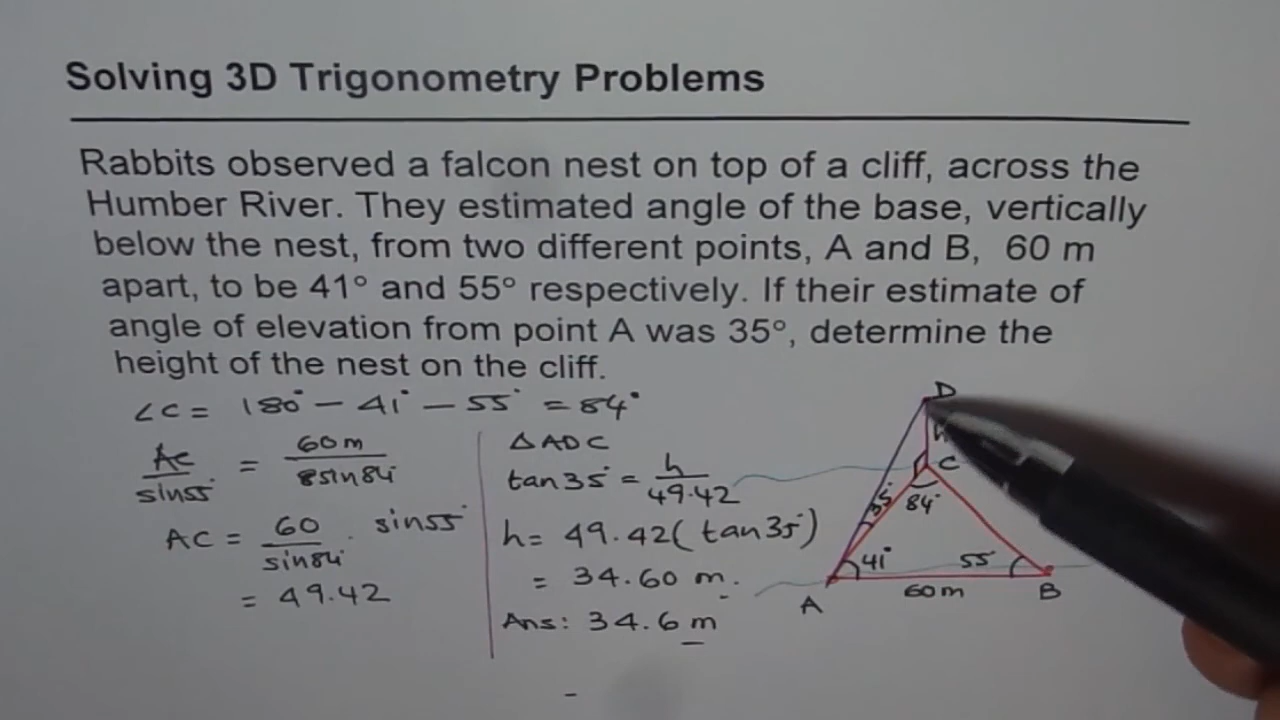 Solving 3D Trigonometry Problems
Rabbits observed a falcon nest on top of a cliff, across the
Humber River. They estimated angle of the base, vertically
below the nest, from two different points, A and B, 60 m
apart, to be 41° and 55° respectively. If their estimate of
angle of elevation from point A was 35°, determine the
height of the nest on the cliff.
∠C = 180° - 41° - 55° = 84°
AC / sin55° = 60m / sin84°
AC = 60 / sin84° · sin55°
= 49.42
△ADC
tan35° = h / 49.42
h = 49.42(tan35°)
= 34.60 m.
Ans: 34.6 m
D
h
C
35°
84°
41°
55°
A
60m
B